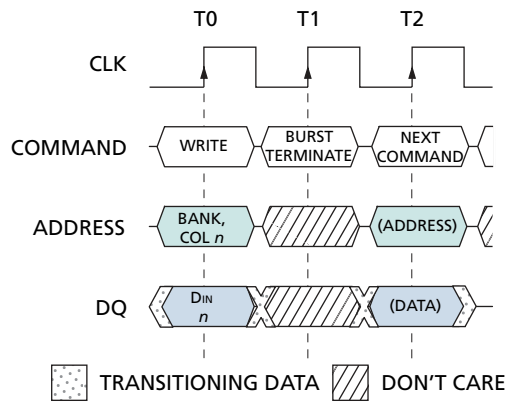 T0 T1 T2
CLK
COMMAND WRITE BURST TERMINATE NEXT COMMAND
ADDRESS BANK, COL n (ADDRESS)
DQ DIN n (DATA)
TRANSITIONING DATA DON'T CARE